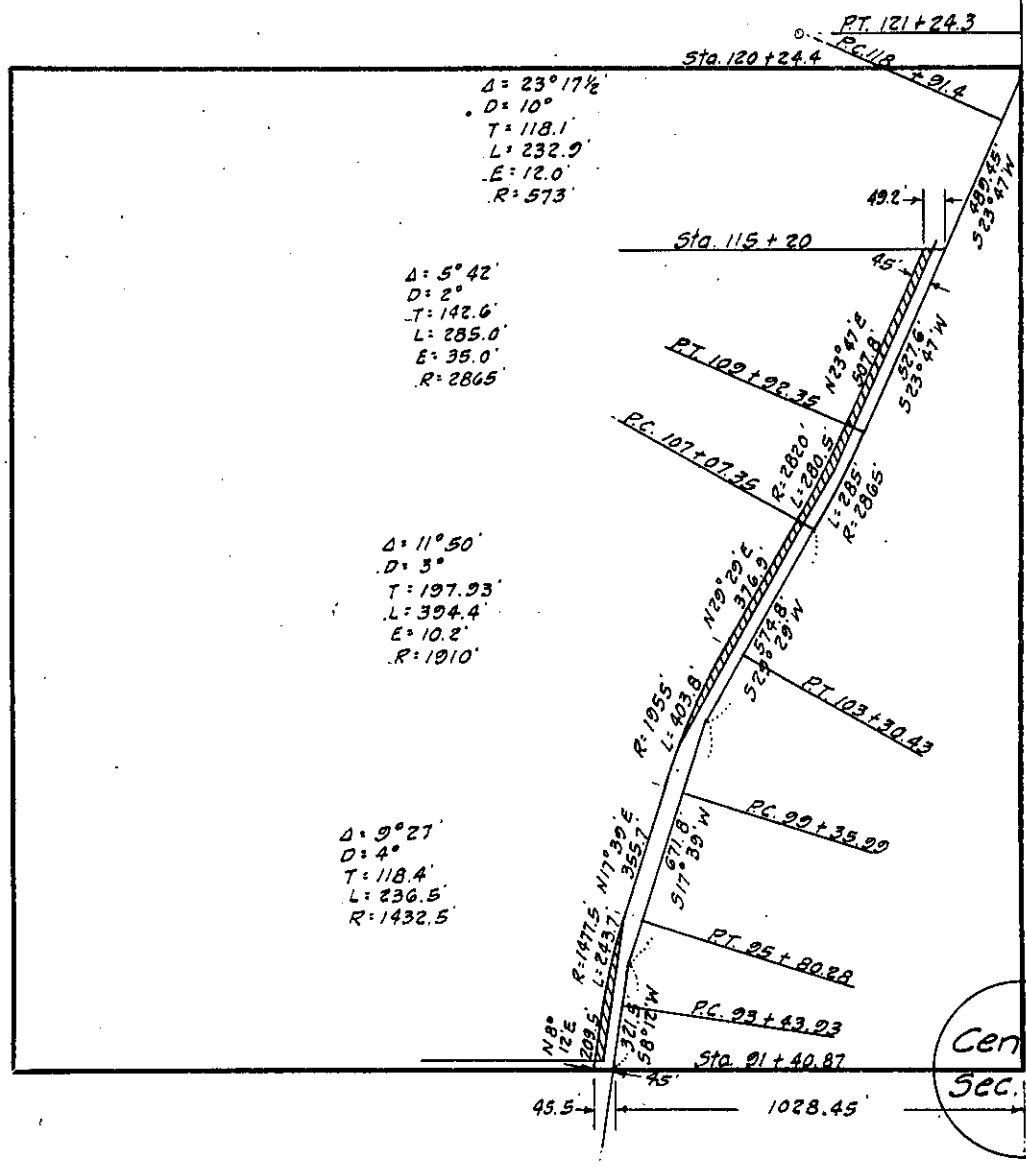 P.T. 121 + 24.3
P.C. 118 + 91.4
Sta. 120 + 24.4
Δ = 23° 17½'
D = 10°
T = 118.1'
L = 232.9'
E = 12.0'
R = 573'
489.45'
S 23° 47' W
49.2'
Sta. 115 + 20
45'
Δ = 5° 42'
D = 2°
T = 142.6'
L = 285.0'
E = 35.0'
R = 2865'
N 23° 47' E
507.8'
527.6'
S 23° 47' W
P.T. 109 + 92.35
P.C. 107 + 07.35
R = 2820'
L = 280.5'
L = 285'
R = 2865'
Δ = 11° 50'
D = 3°
T = 197.93'
L = 394.4'
E = 10.2'
R = 1910'
N 29° 29' E
376.9'
574.8'
S 29° 29' W
P.T. 103 + 30.43
R = 1955'
L = 403.8'
P.C. 99 + 35.99
Δ = 9° 27'
D = 4°
T = 118.4'
L = 236.5'
R = 1432.5'
N 17° 39' E
355.7'
671.8'
S 17° 39' W
P.T. 95 + 80.28
R = 1477.5'
L = 243.7'
P.C. 93 + 43.93
N 8°
12' E
209.5'
321.5'
S 8° 12' W
Sta. 91 + 40.87
Cen
Sec.
45'
45.5'
1028.45'